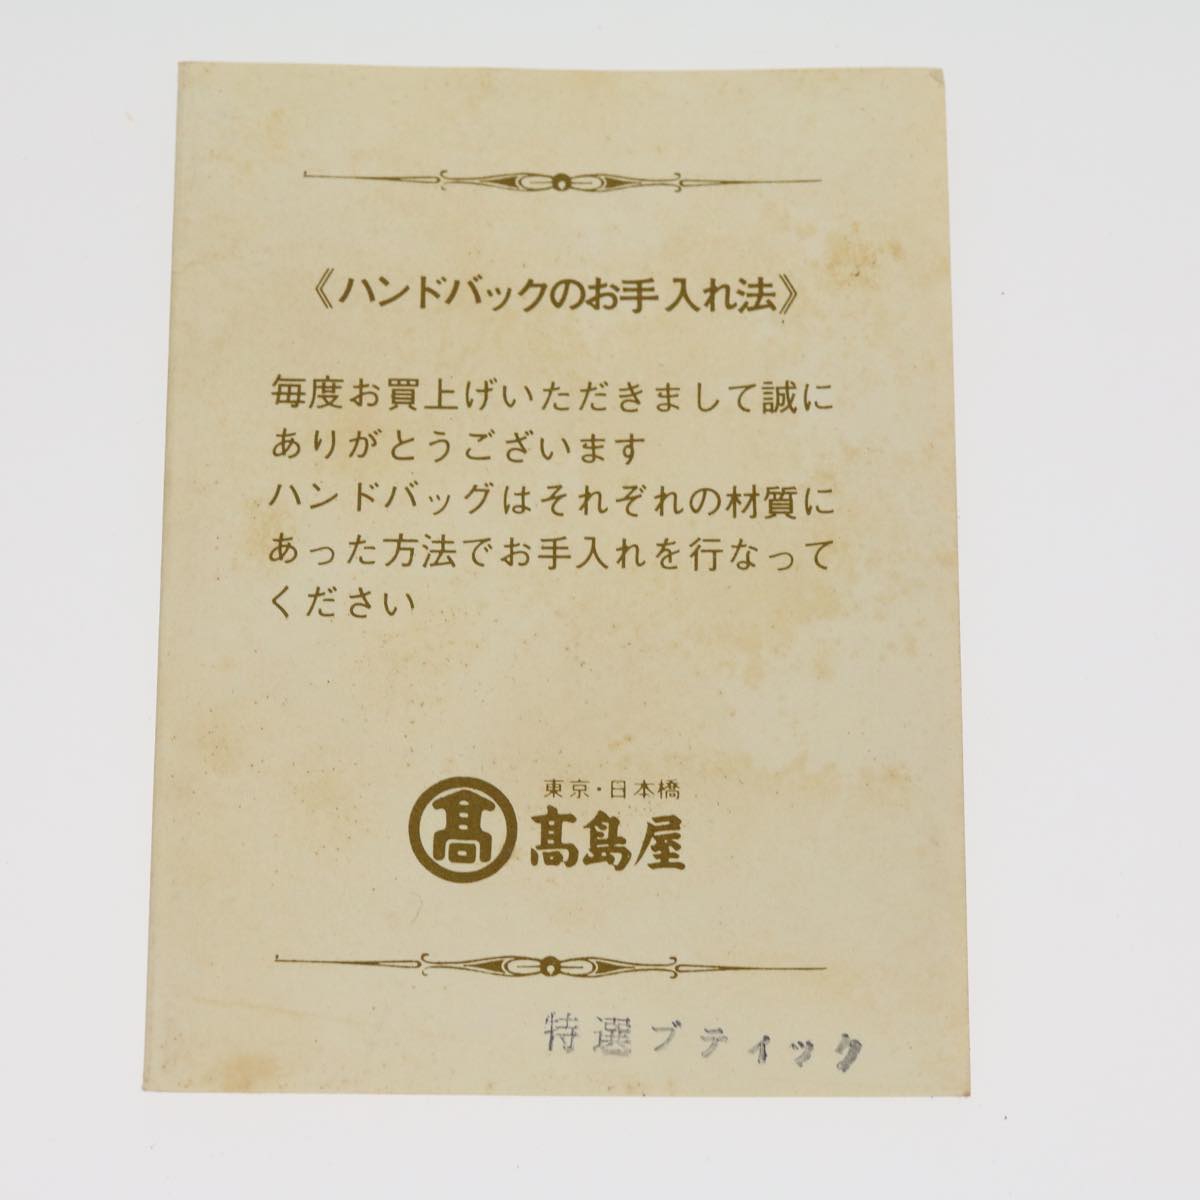 《ハンドバックのお手入れ法》
毎度お買上げいただきまして誠に
ありがとうございます
ハンドバッグはそれぞれの材質に
あった方法でお手入れを行なって
ください
髙
東京・日本橋
髙島屋
特選ブティック